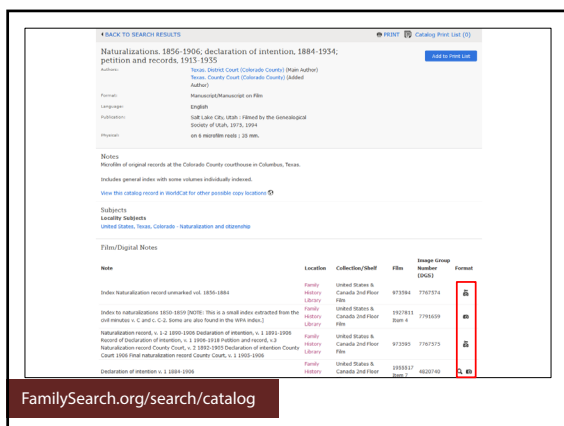 BACK TO SEARCH RESULTS
PRINT Catalog Print List (0)
Naturalizations. 1856-1906; declaration of intention, 1884-1934;
petition and records, 1913-1935
Add to Print List
Authors:
Texas. District Court (Colorado County) (Main Author)
Texas. County Court (Colorado County) (Added
Author)
Format:
Manuscript/Manuscript on Film
Language:
English
Publication:
Salt Lake City, Utah : Filmed by the Genealogical
Society of Utah, 1973, 1994
Physical:
on 6 microfilm reels ; 35 mm.
Notes
Microfilm of original records at the Colorado County courthouse in Columbus, Texas.
Includes general index with some volumes individually indexed.
View this catalog record in WorldCat for other possible copy locations
Subjects
Locality Subjects
United States, Texas, Colorado - Naturalization and citizenship
Film/Digital Notes
Note
Location
Collection/Shelf
Film
Image Group
Number
(DGS)
Format
Index Naturalization record unmarked vol. 1856-1884
Family
History
Library
United States &
Canada 2nd Floor
Film
973594
7767574
Index to naturalizations 1850-1859 [NOTE: This is a small index extracted from the
civil minutes v. C and c. C-2. Some are also found in the WPA index.]
Family
History
Library
United States &
Canada 2nd Floor
Film
1927811
Item 4
7791659
Naturalization record, v. 1-2 1890-1906 Declaration of intention, v. 1 1891-1906
Record of Declaration of intention, v. 1 1906-1918 Petition and record, v.3
Naturalization record County Court, v. 3 1892-1903 Declaration of intention County
Court 1906 Final naturalization record County Court, v. 1 1905-1906
Family
History
Library
United States &
Canada 2nd Floor
Film
973595
7767575
Declaration of intention v. 1 1884-1906
Family
History
United States &
Canada 2nd Floor
1955817
Item 7
4820740
FamilySearch.org/search/catalog